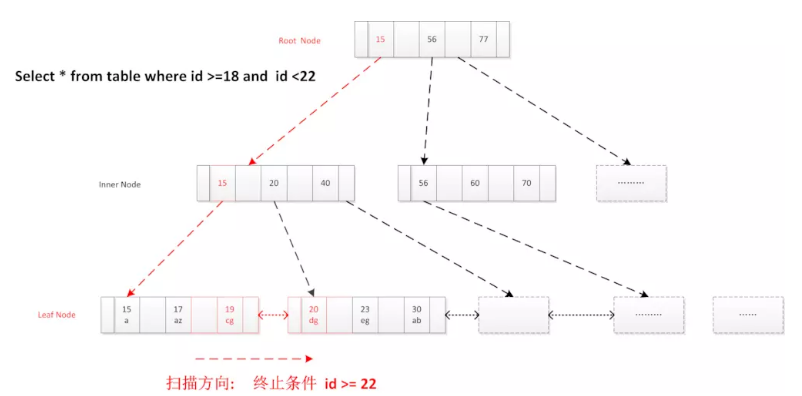 Root Node
15 56 77
Select * from table where id >=18 and id <22
Inner Node
15 20 40
56 60 70
.........
Leaf Node
15 17 19
a az cg
20 23 30
dg eg ab
.........
.........
扫描方向: 终止条件 id >= 22